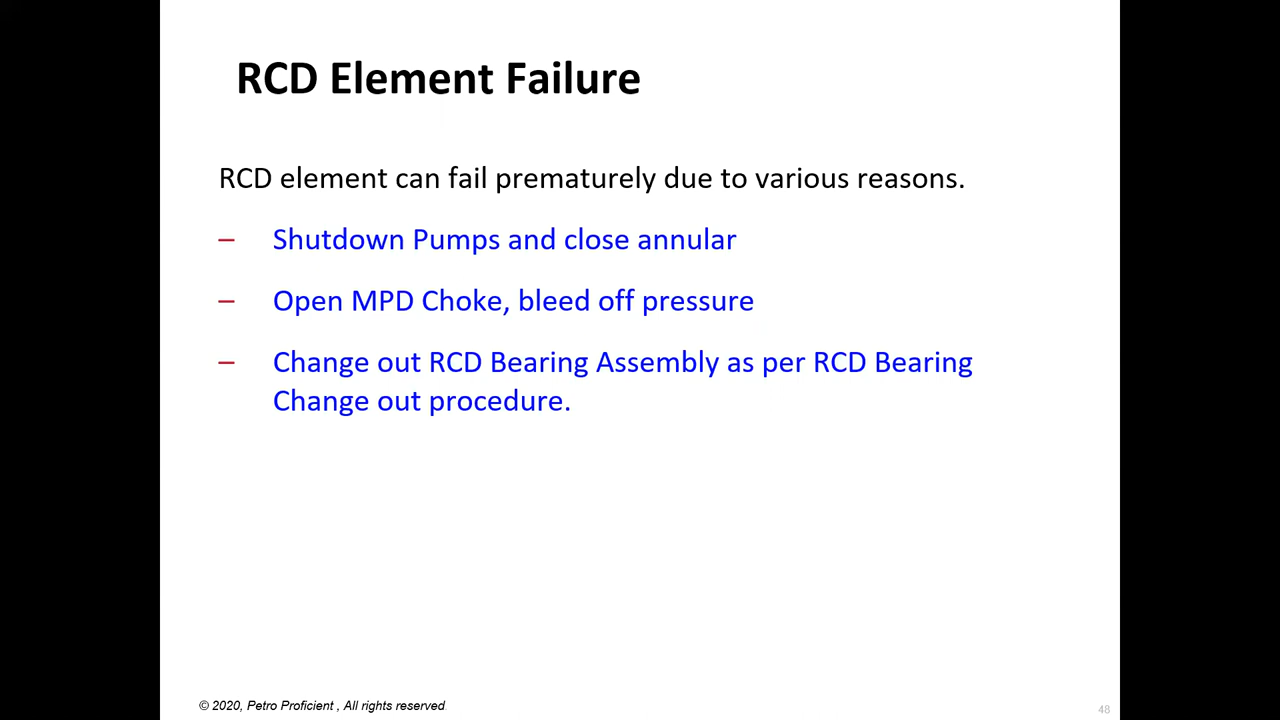 RCD Element Failure
RCD element can fail prematurely due to various reasons.
– Shutdown Pumps and close annular
– Open MPD Choke, bleed off pressure
– Change out RCD Bearing Assembly as per RCD Bearing
Change out procedure.
© 2020, Petro Proficient , All rights reserved
48